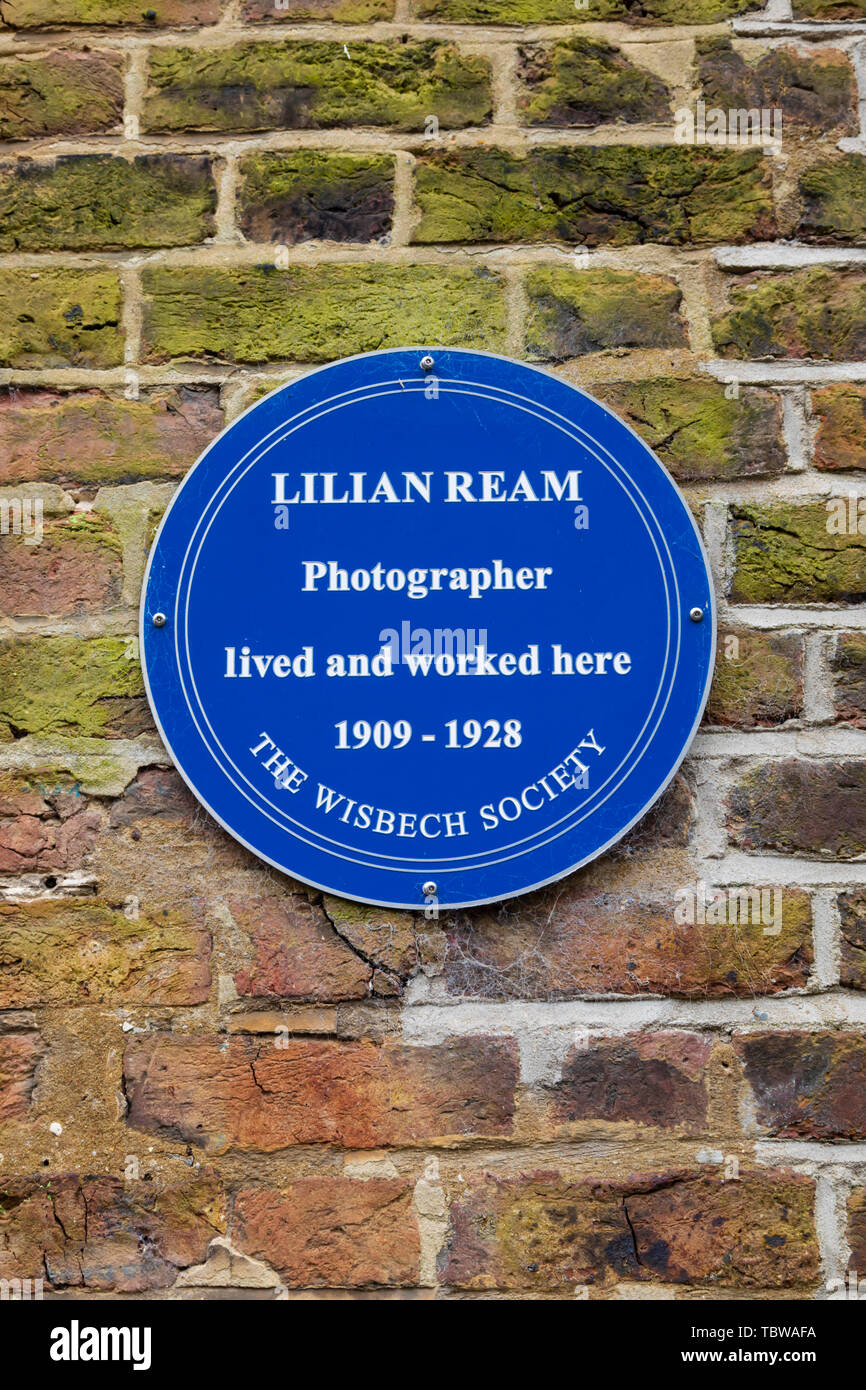 LILIAN REAM
Photographer
lived and worked here
1909 - 1928
THE WISBECH SOCIETY
alamy
Image ID: TBWAFA
www.alamy.com